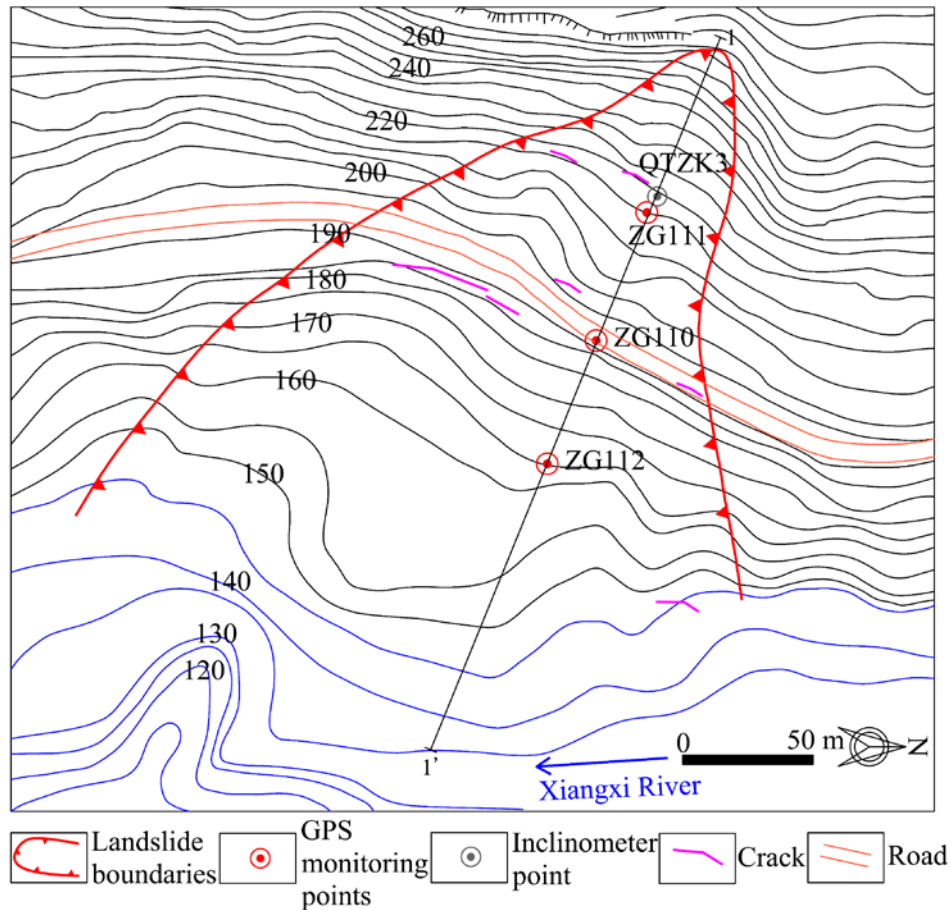 260
1
240
220
QTZK3
200
ZG111
190
180
ZG110
170
160
ZG112
150
140
130
120
0
50 m
N
1'
Xiangxi River
Landslide
boundaries
GPS
monitoring
points
Inclinometer
point
Crack
Road